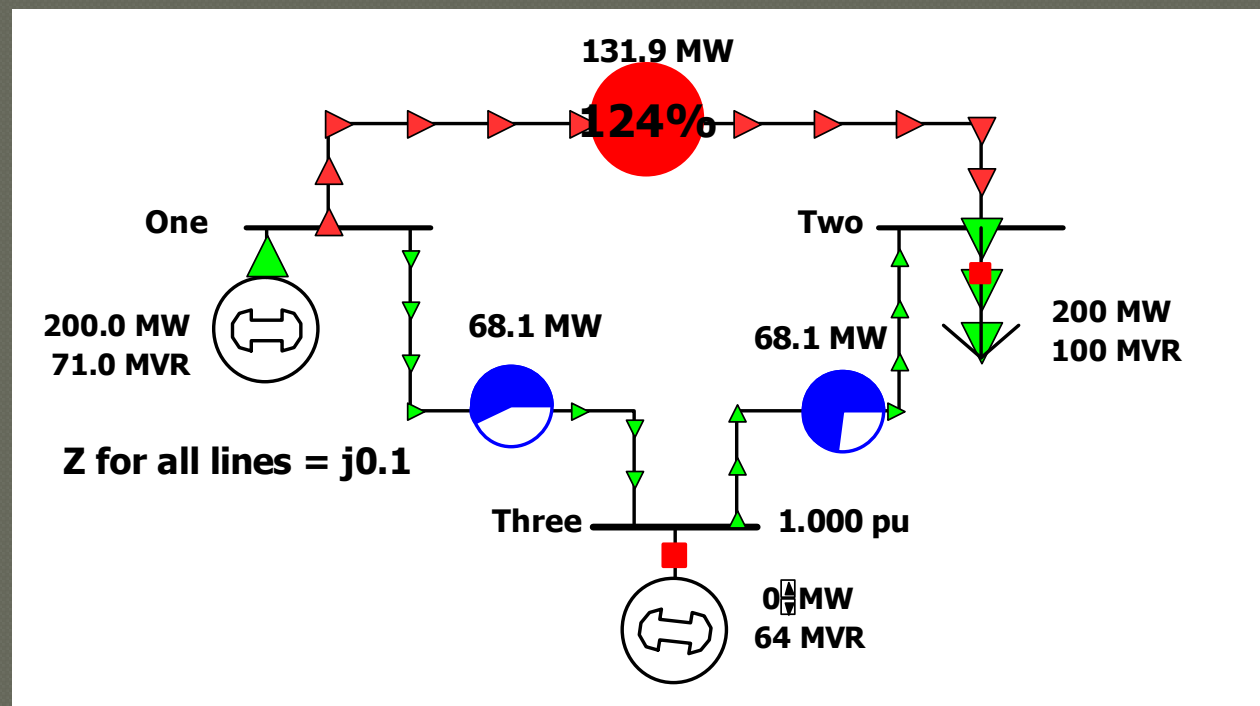 131.9 MW
124%
One
Two
200.0 MW
71.0 MVR
68.1 MW
68.1 MW
200 MW
100 MVR
Z for all lines = j0.1
Three
1.000 pu
0 MW
64 MVR